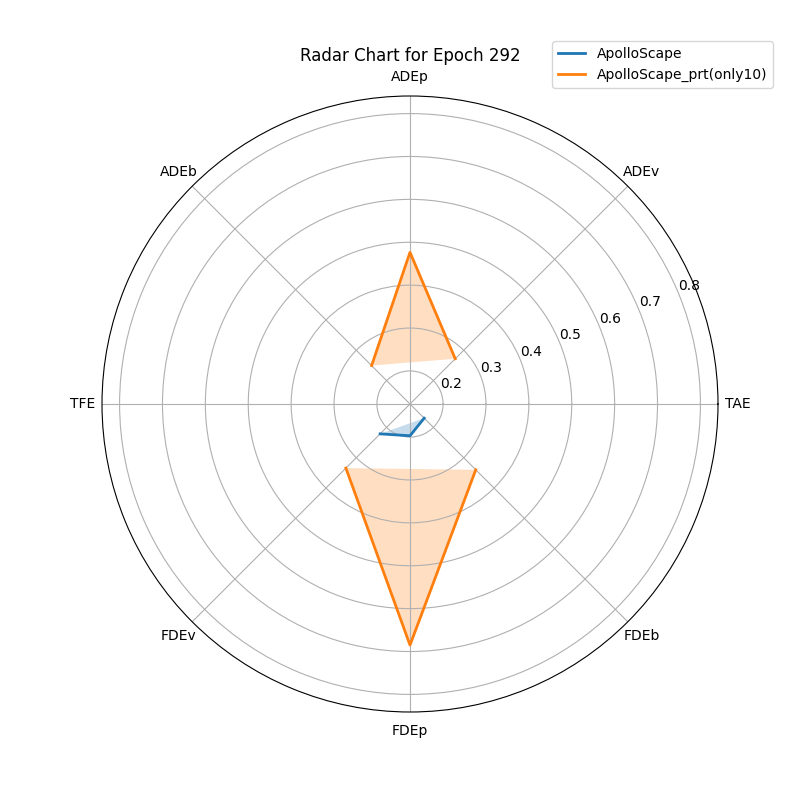 Radar Chart for Epoch 292
ApolloScape
ApolloScape_prt(only10)
ADEp
ADEb
ADEv
0.8
0.7
0.6
0.5
0.4
0.3
0.2
TFE
TAE
FDEv
FDEb
FDEp